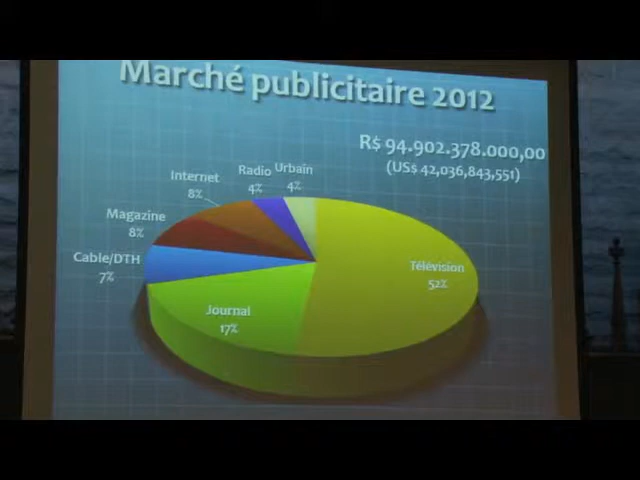 Marché publicitaire 2012
R$ 94.902.378.000,00
(US$ 42,036,843,551)
Internet
8%
Radio
4%
Urbain
4%
Magazine
8%
Cable/DTH
7%
Télévision
52%
Journal
17%